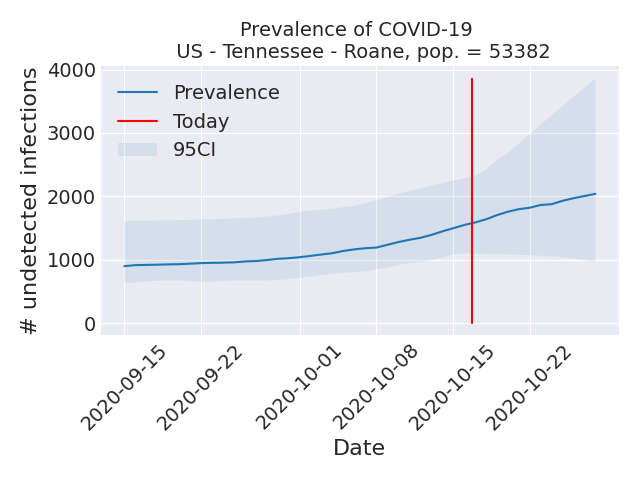 Prevalence of COVID-19
US - Tennessee - Roane, pop. = 53382
# undetected infections
4000
3000
2000
1000
0
Prevalence
Today
95CI
2020-09-15
2020-09-22
2020-10-01
2020-10-08
2020-10-15
2020-10-22
Date